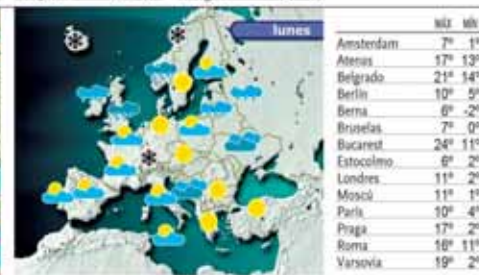 lunes
MÁX MÍN
Amsterdam 7º 1º
Atenas 17º 13º
Belgrado 21º 14º
Berlín 10º 5º
Berna 6º -2º
Bruselas 7º 0º
Bucarest 24º 11º
Estocolmo 6º 2º
Londres 11º 2º
Moscú 11º 1º
París 10º 4º
Praga 17º 2º
Roma 16º 11º
Varsovia 19º 2º